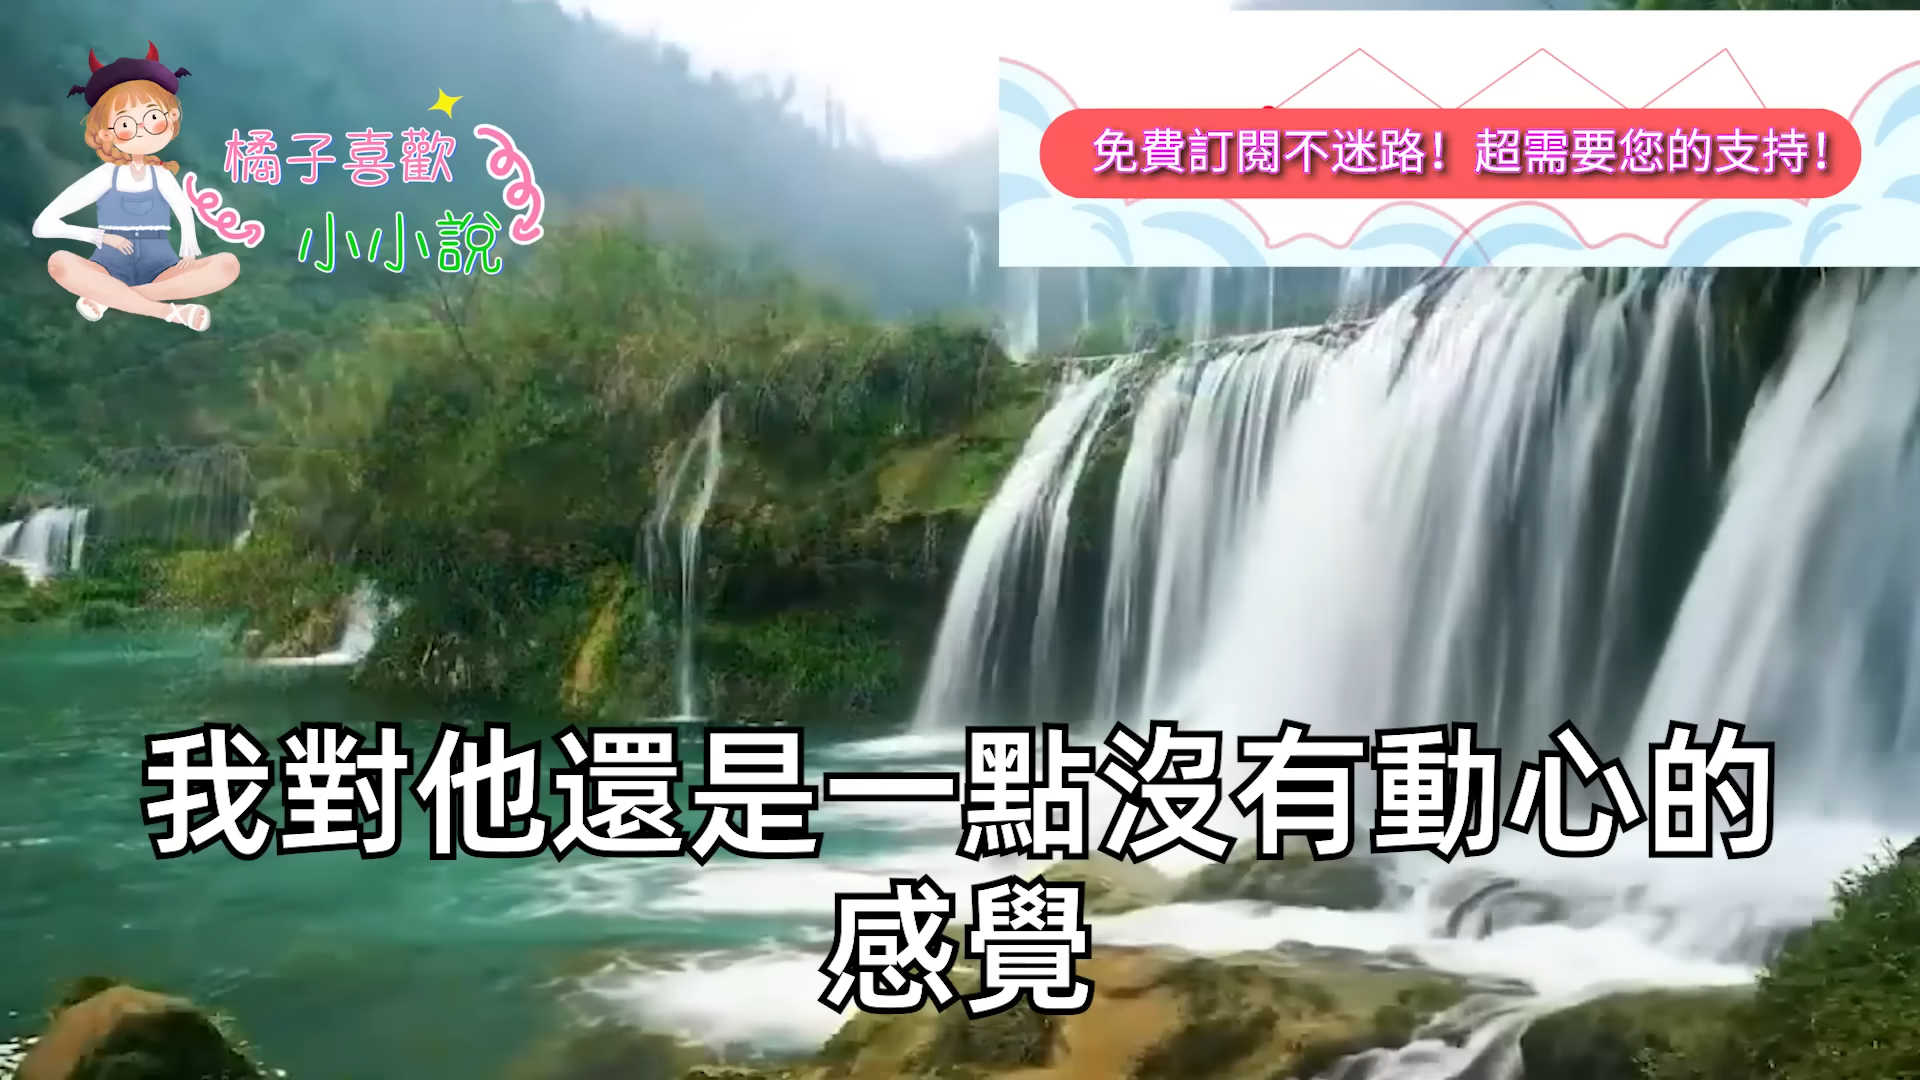 橘子喜歡
小小說
免費訂閱不迷路！超需要您的支持！
我對他還是一點沒有動心的
感覺